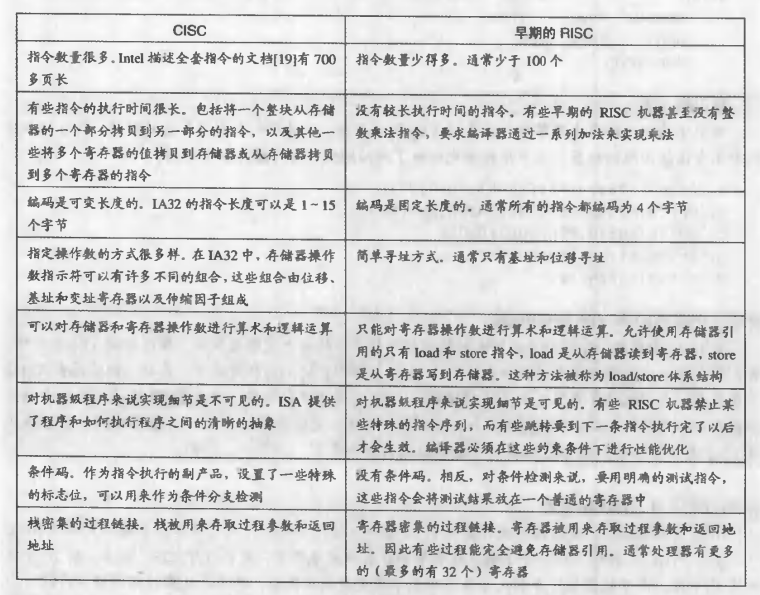 CISC
早期的 RISC
指令数量很多。Intel 描述全套指令的文档[19]有 700
多页长
指令数量少得多。通常少于 100 个
有些指令的执行时间很长。包括将一个整块从存储
器的一个部分拷贝到另一部分的指令，以及其他一
些将多个寄存器的值拷贝到存储器或从存储器拷贝
到多个寄存器的指令
没有较长执行时间的指令。有些早期的 RISC 机器甚至没有整
数乘法指令，要求编译器通过一系列加法来实现乘法
编码是可变长度的。IA32 的指令长度可以是 1~15
个字节
编码是固定长度的。通常所有的指令都编码为 4 个字节
指定操作数的方式很多样。在 IA32 中，存储器操作
数指示符可以有许多不同的组合，这些组合由位移、
基址和变址寄存器以及伸缩因子组成
简单寻址方式。通常只有基址和位移寻址
可以对存储器和寄存器操作数进行算术和逻辑运算
只能对寄存器操作数进行算术和逻辑运算。允许使用存储器引
用的只有 load 和 store 指令，load 是从存储器读到寄存器，store
是从寄存器写到存储器。这种方法被称为 load/store 体系结构
对机器级程序来说实现细节是不可见的。ISA 提供
了程序和如何执行程序之间的清晰的抽象
对机器级程序来说实现细节是可见的。有些 RISC 机器禁止某
些特殊的指令序列，而有些跳转要到下一条指令执行完了以后
才会生效。编译器必须在这些约束条件下进行性能优化
条件码。作为指令执行的副产品，设置了一些特殊
的标志位，可以用来作为条件分支检测
没有条件码。相反，对条件检测来说，要用明确的测试指令，
这些指令会将测试结果放在一个普通的寄存器中
栈密集的过程链接。栈被用来存取过程参数和返回
地址
寄存器密集的过程链接。寄存器被用来存取过程参数和返回地
址。因此有些过程能完全避免存储器引用。通常处理器有更多
的（最多的有 32 个）寄存器